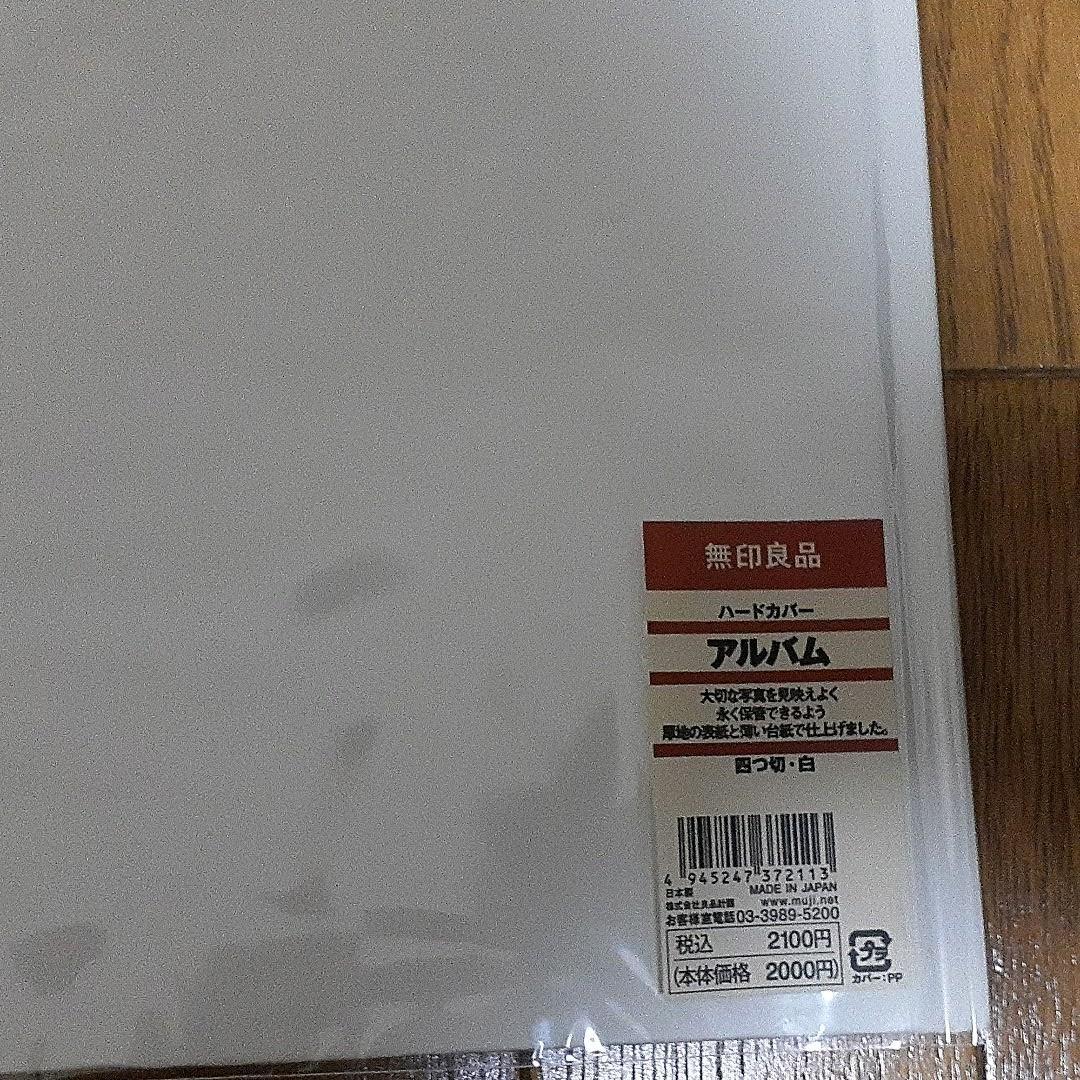 無印良品
ハードカバー
アルバム
大切な写真を見映えよく
永く保管できるよう
厚地の表紙と薄い台紙で仕上げました。
四つ切・白
4 945247 372113
日本製 MADE IN JAPAN
株式会社良品計画 www.muji.net
お客様室電話03-3989-5200
税込 2100円
(本体価格 2000円)
プラ
カバー:PP